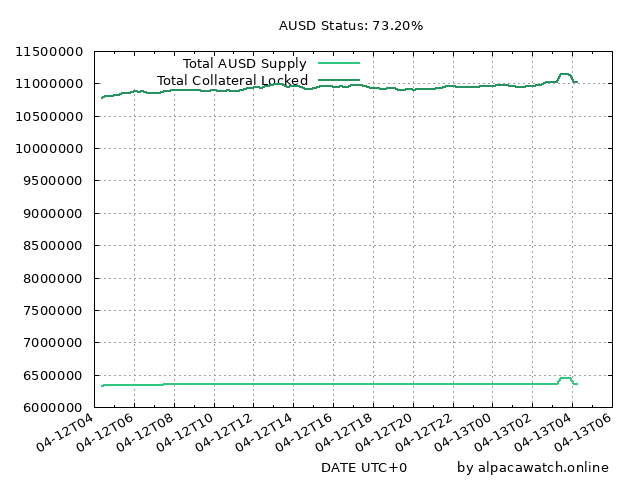 AUSD Status: 73.20%
11500000
11000000
10500000
10000000
9500000
9000000
8500000
8000000
7500000
7000000
6500000
6000000
Total AUSD Supply
Total Collateral Locked
04-12T04
04-12T06
04-12T08
04-12T10
04-12T12
04-12T14
04-12T16
04-12T18
04-12T20
04-12T22
04-13T00
04-13T02
04-13T04
04-13T06
DATE UTC+0
by alpacawatch.online